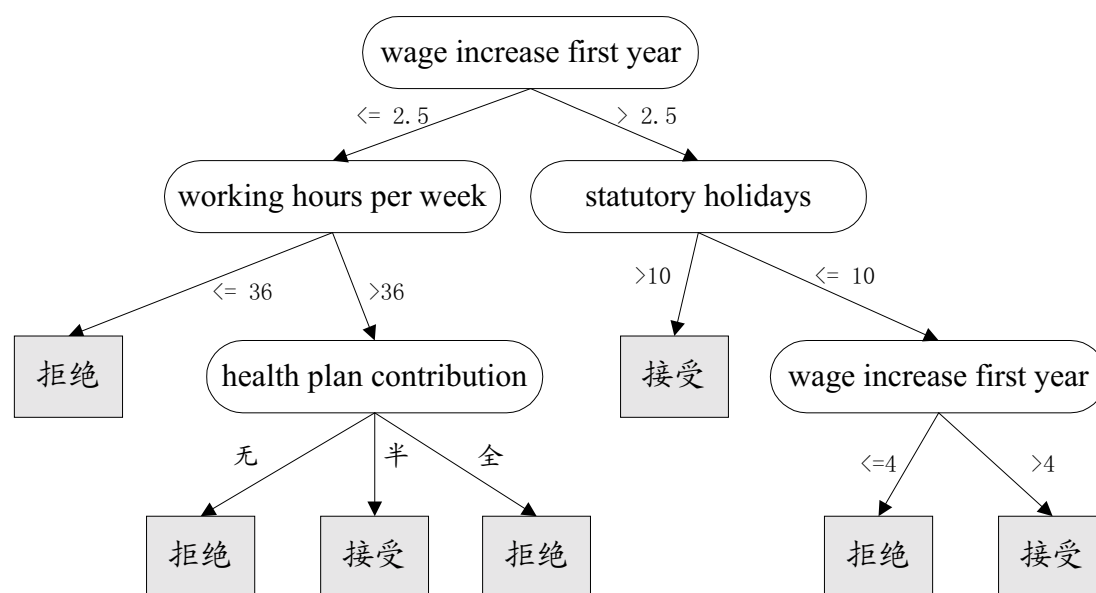 wage increase first year
<= 2.5
> 2.5
working hours per week
statutory holidays
<= 36
>36
>10
<= 10
拒绝
health plan contribution
接受
wage increase first year
无
半
全
<=4
>4
拒绝
接受
拒绝
拒绝
接受